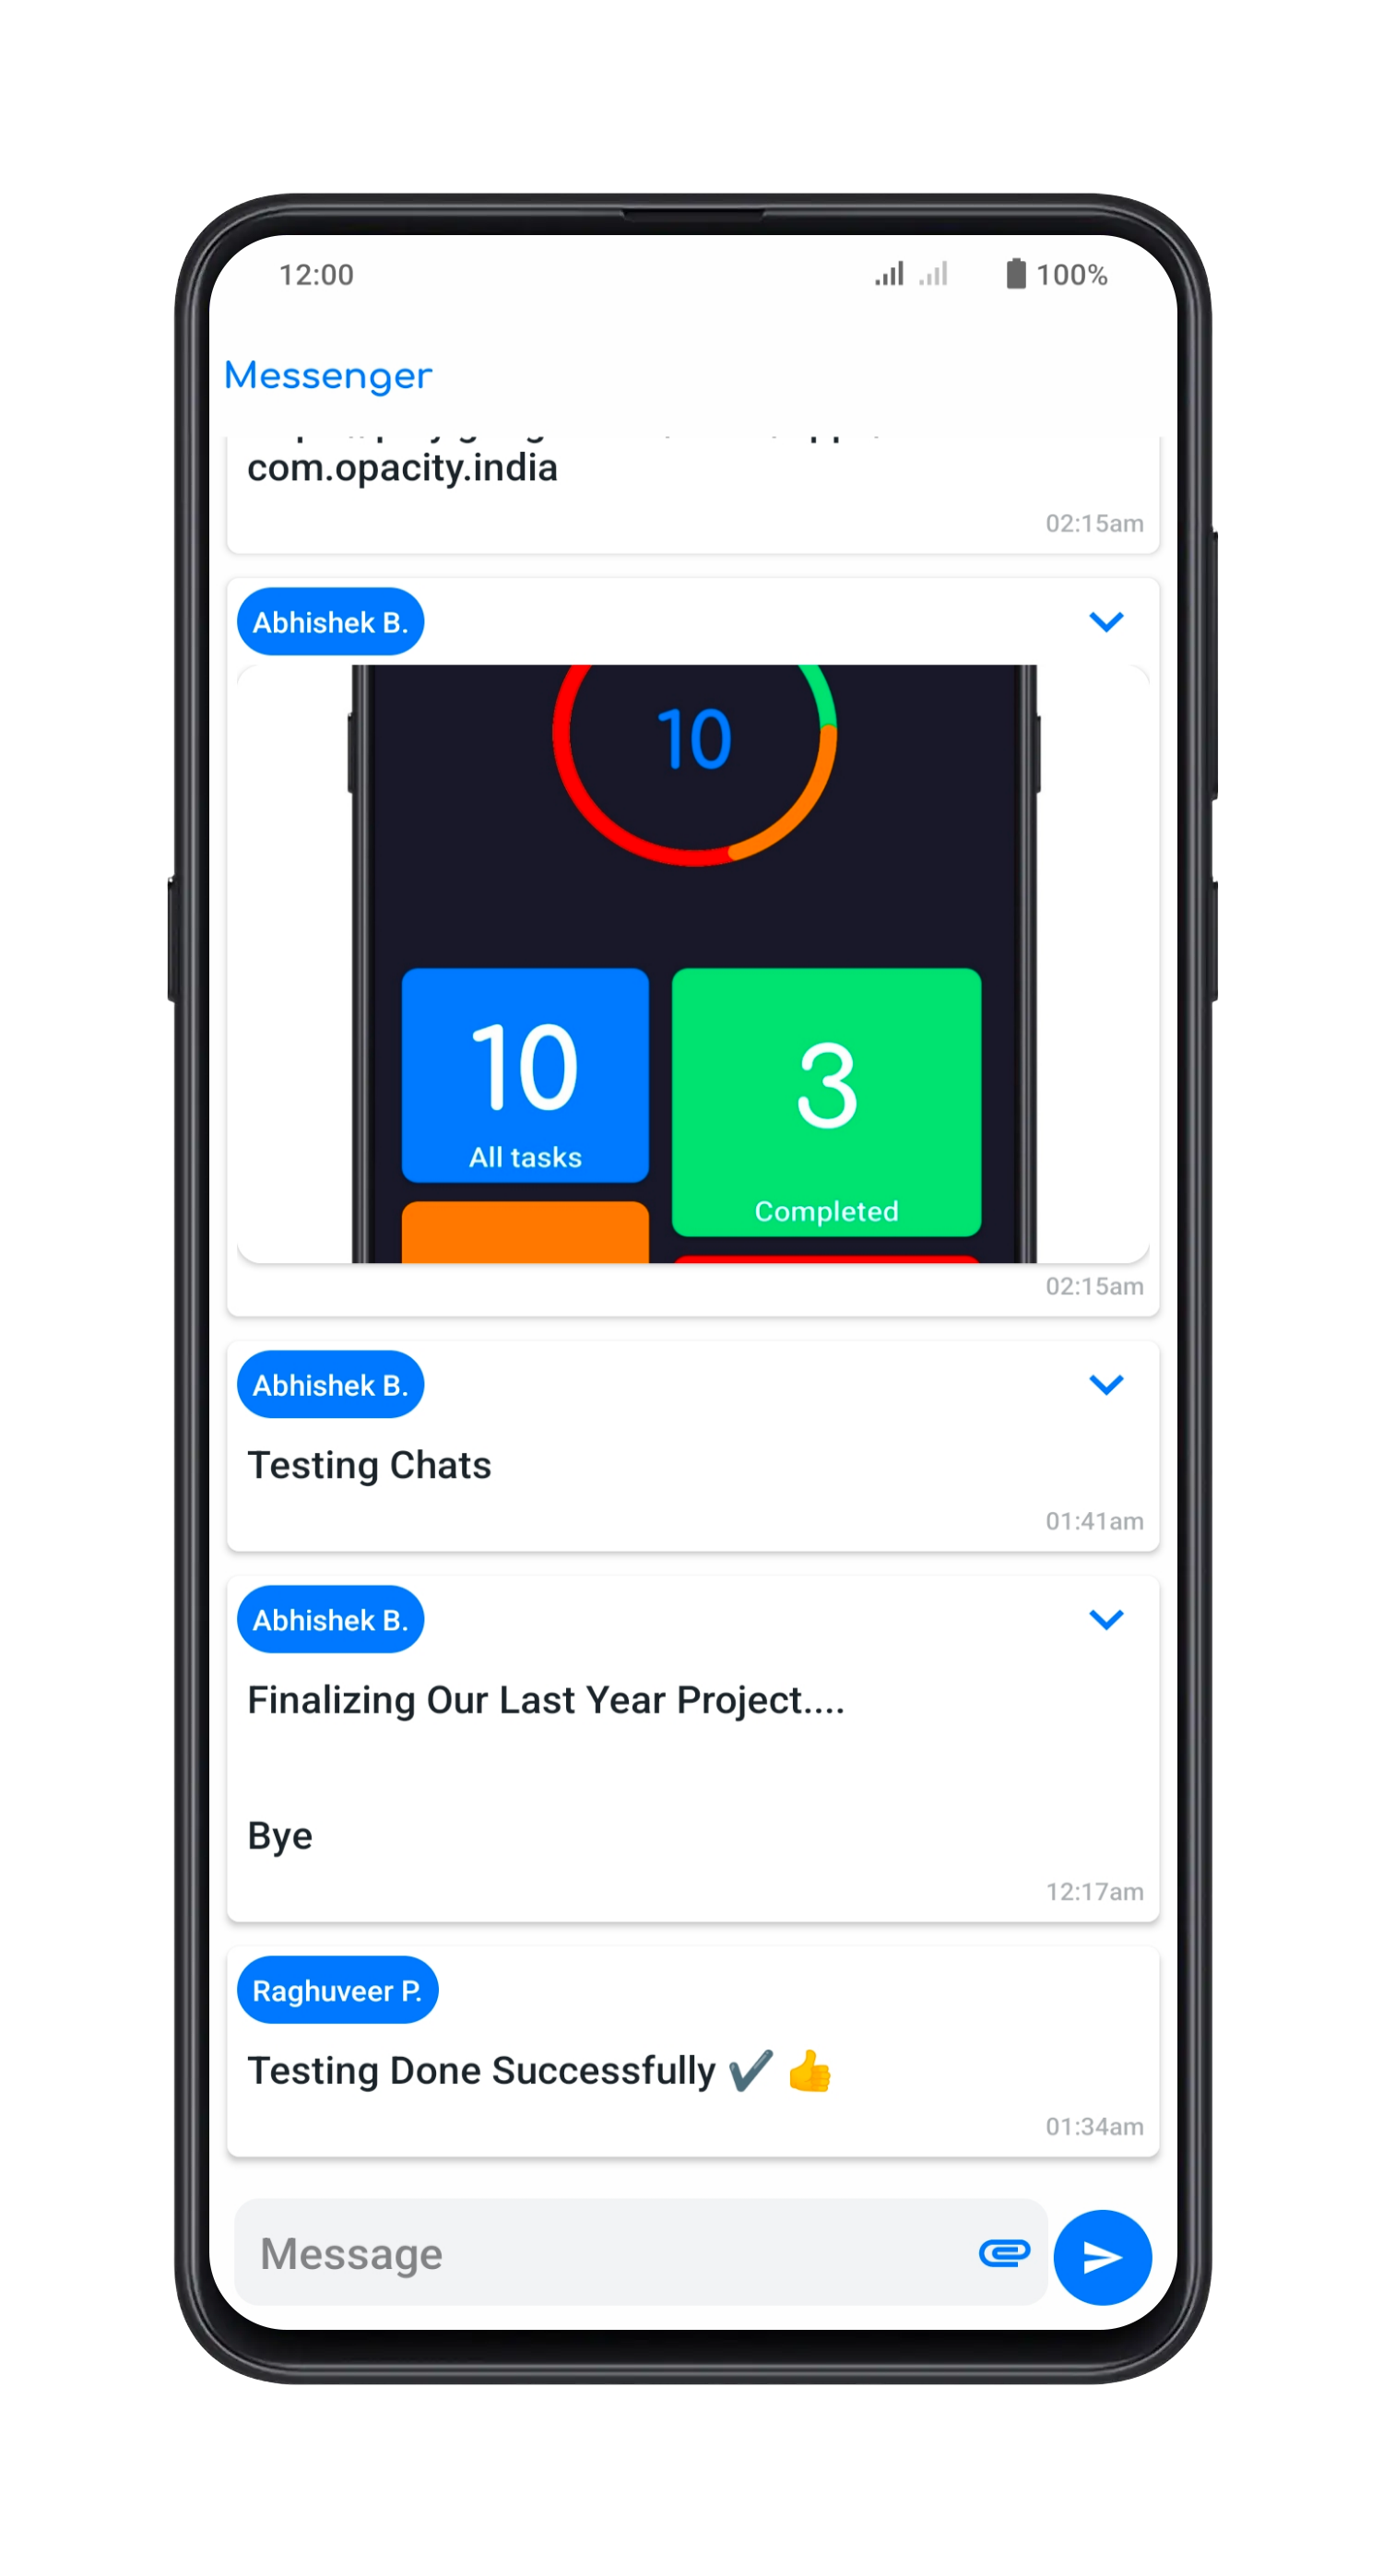 12:00
100%
Messenger
com.opacity.india
02:15am
Abhishek B.
10
10
All tasks
3
Completed
02:15am
Abhishek B.
Testing Chats
01:41am
Abhishek B.
Finalizing Our Last Year Project....
Bye
12:17am
Raghuveer P.
Testing Done Successfully ✔️ 👍
01:34am
Message